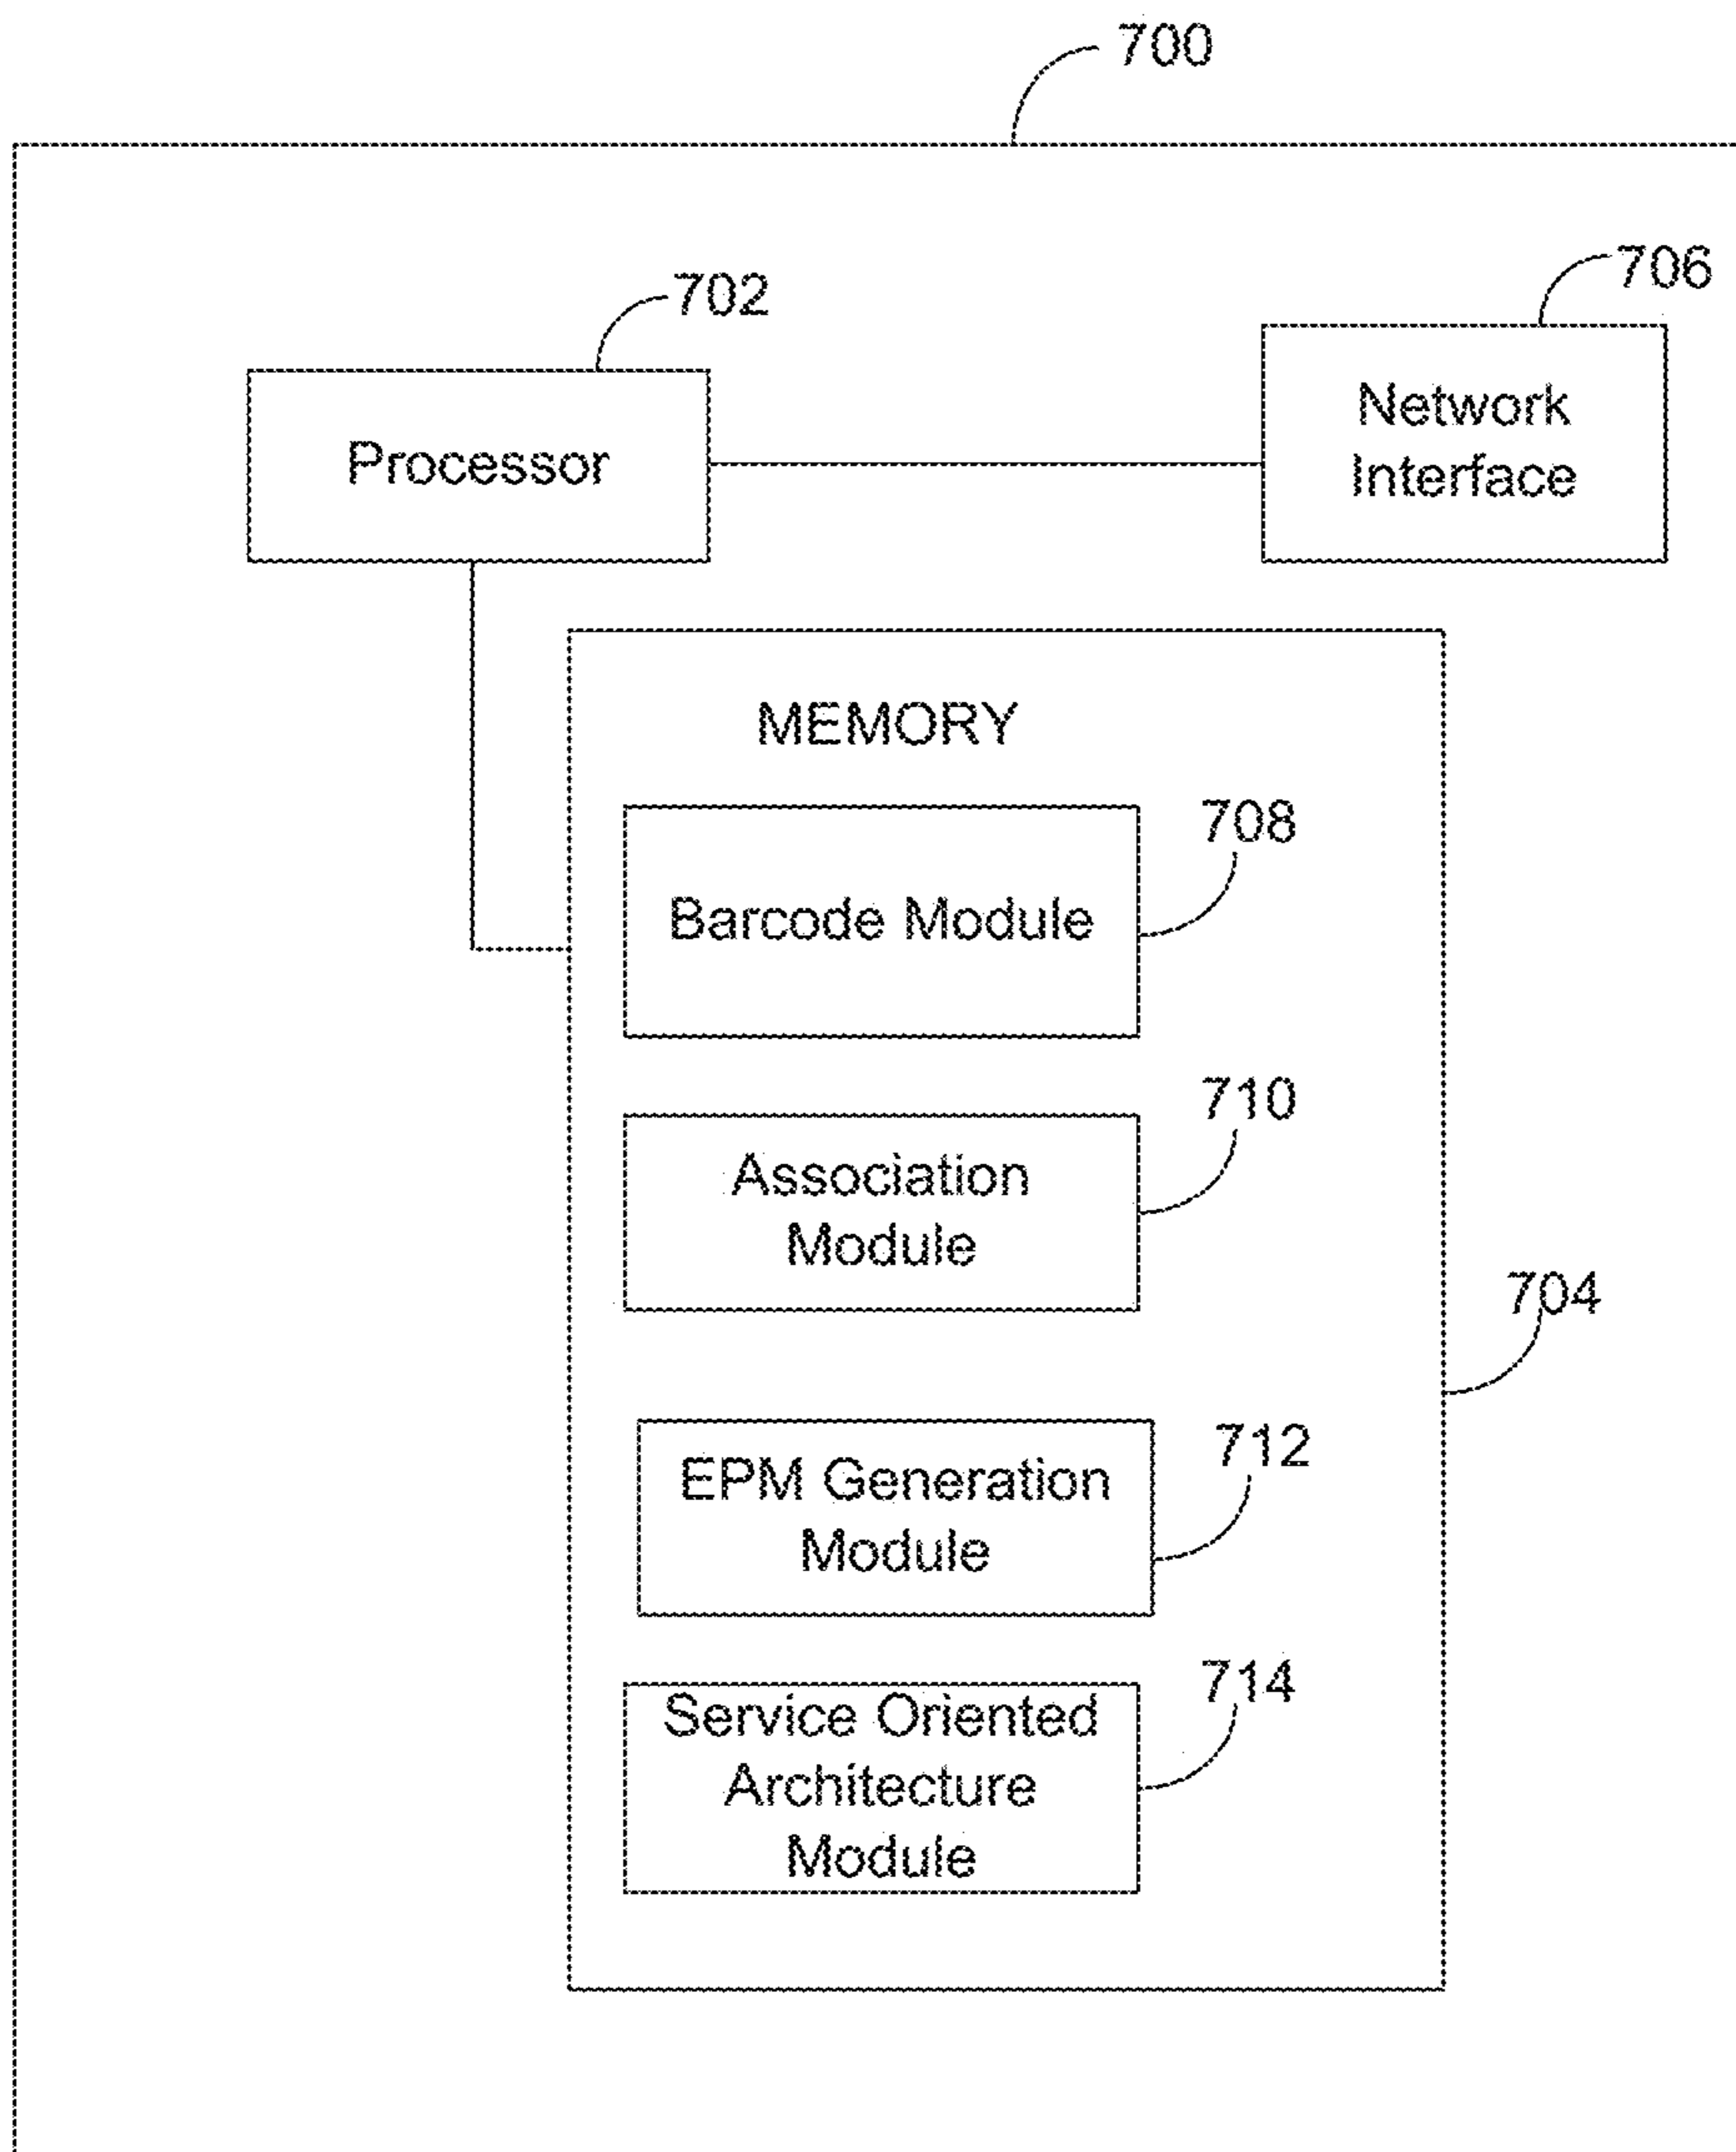 700
706
702
Network
Interface
Processor
MEMORY
708
Barcode Module
710
Association
Module
704
712
EPM Generation
Module
714
Service Oriented
Architecture
Module